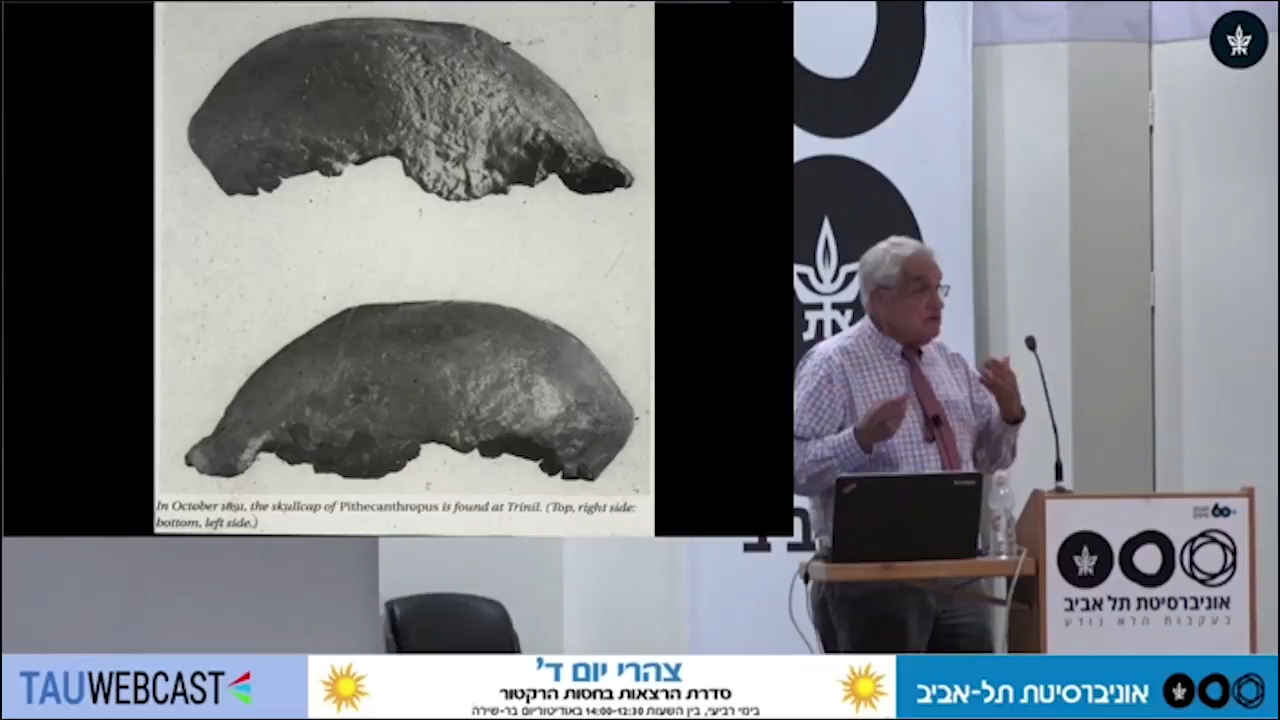 In October 1891, the skullcap of Pithecanthropus is found at Trinil. (Top, right side:
bottom, left side.)
את
60
אוניברסיטת תל אביב
בעקבות הלא נודע
TAUWEBCAST
צהרי יום ד'
סדרת הרצאות בחסות הרקטור
בימי רביעי, בין השעות 14:00-12:30 באודיטוריום בר-שירה
אוניברסיטת תל-אביב